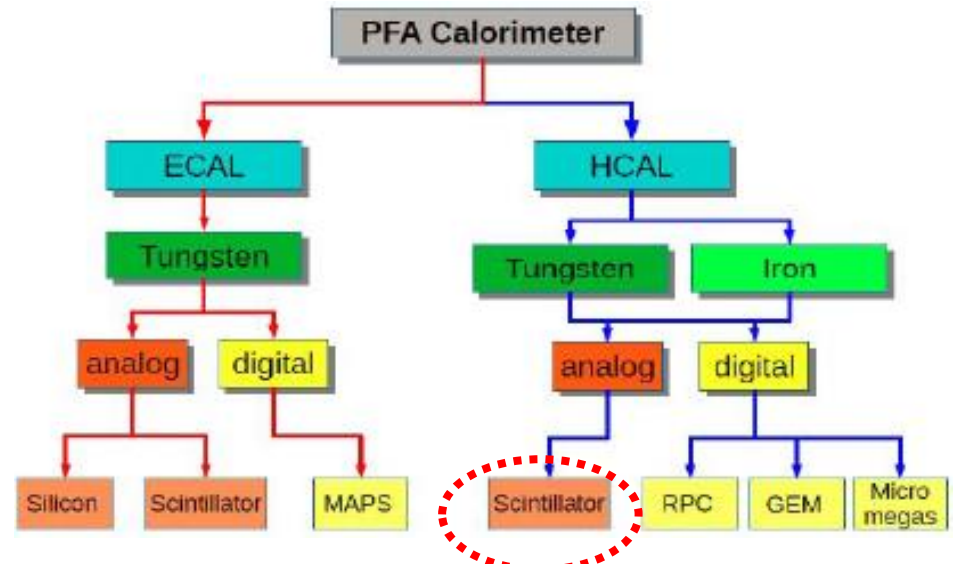 PFA Calorimeter
ECAL
HCAL
Tungsten
Tungsten
Iron
analog
digital
analog
digital
Silicon
Scintillator
MAPS
Scintillator
RPC
GEM
Micro
megas